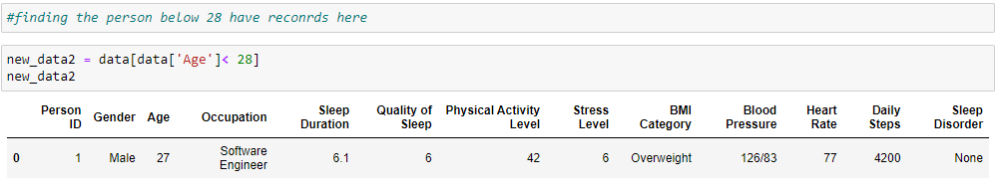 #finding the person below 28 have reconrds here
new_data2 = data[data['Age']< 28]
new_data2
Person ID Gender Age Occupation Sleep Duration Quality of Sleep Physical Activity Level Stress Level BMI Category Blood Pressure Heart Rate Daily Steps Sleep Disorder
0 1 Male 27 Software Engineer 6.1 6 42 6 Overweight 126/83 77 4200 None